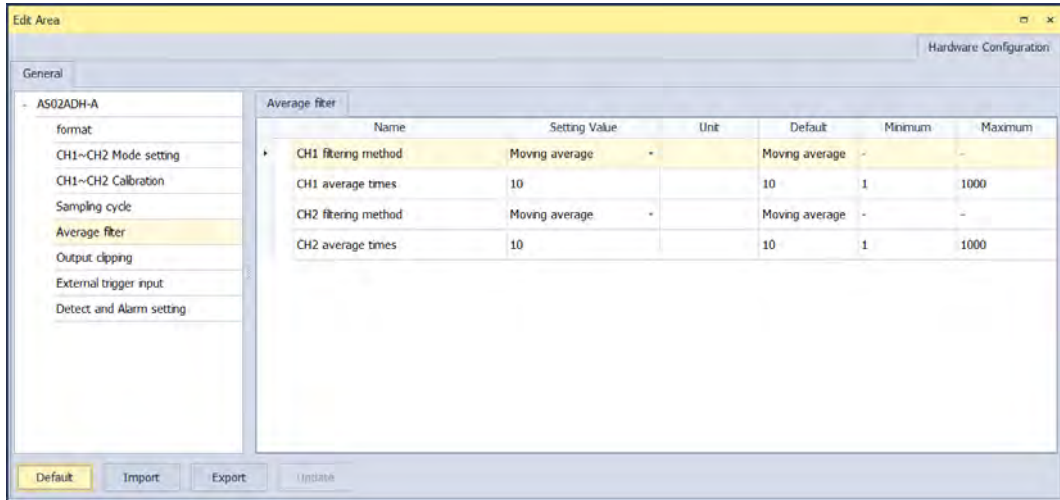 Edit Area
Hardware Configuration
General
- AS02ADH-A
format
CH1~CH2 Mode setting
CH1~CH2 Calibration
Sampling cycle
Average filter
Output clipping
External trigger input
Detect and Alarm setting
Average filter
Name Setting Value Unit Default Minimum Maximum
CH1 filtering method Moving average Moving average - -
CH1 average times 10 10 1 1000
CH2 filtering method Moving average Moving average - -
CH2 average times 10 10 1 1000
Default Import Export Update